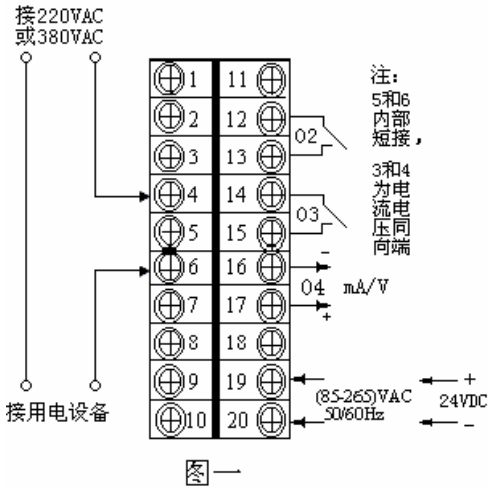 接220VAC
或380VAC
1 11
2 12
3 13
4 14
5 15
6 16
7 17
8 18
9 19
10 20
O2
O3
-
O4 mA/V
+
注:
5和6
内部
短接,
3和4
为电
流电
压同
向端
(85-265)VAC
50/60Hz
+
24VDC
-
接用电设备
图一